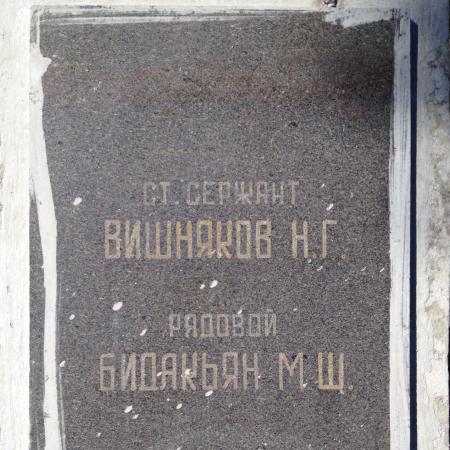 СТ. СЕРЖАНТ
ВИШНЯКОВ Н.Г.
РЯДОВОЙ
БИДАКЬЯН М.Ш.